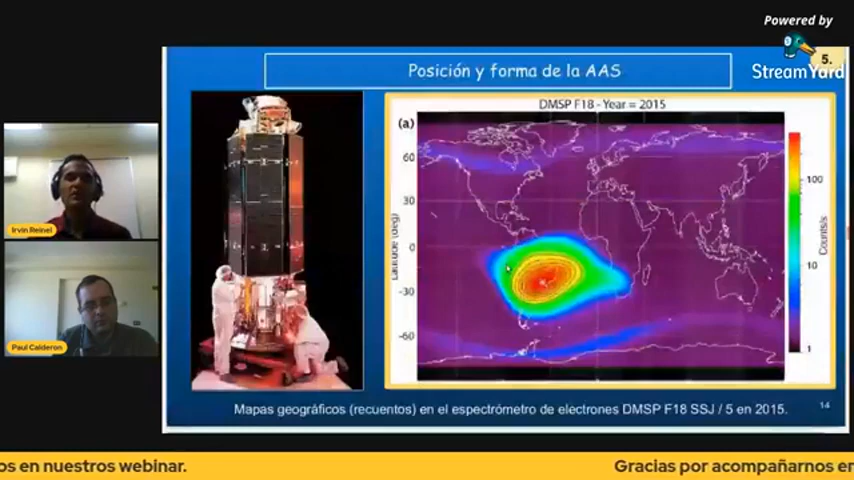 Powered by
5.
StreamYard
Posición y forma de la AAS
DMSP F18 - Year = 2015
(a)
60
30
0
-30
-60
Latitude (deg)
100
10
1
Counts/s
Irvin Reinel
Paul Calderon
Mapas geográficos (recuentos) en el espectrómetro de electrones DMSP F18 SSJ / 5 en 2015.
14
os en nuestros webinar.
Gracias por acompañarnos en